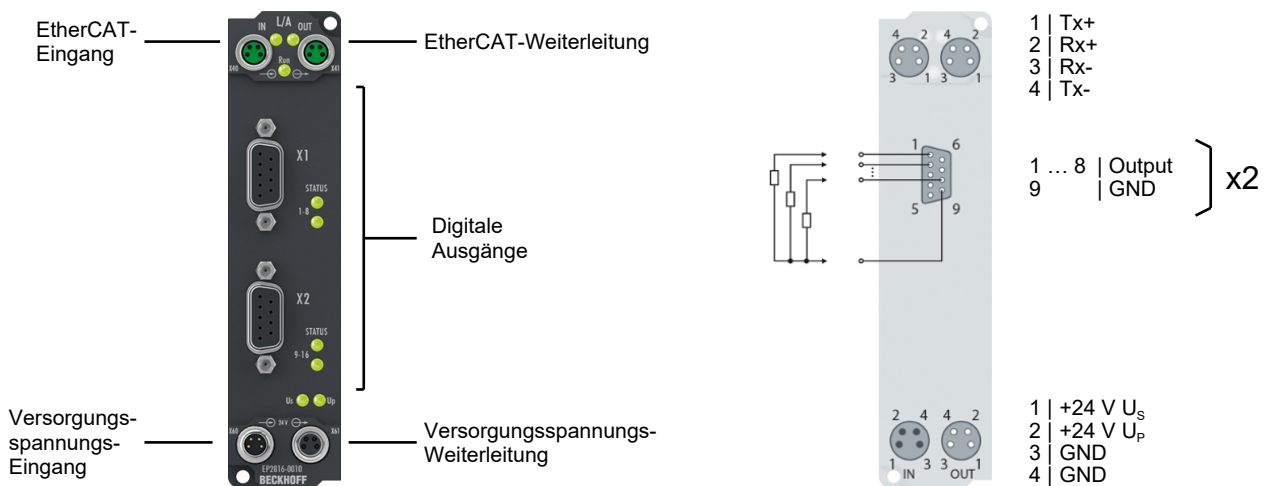 EtherCAT-
Eingang
EtherCAT-Weiterleitung
Digitale
Ausgänge
Versorgungs-
spannungs-
Eingang
Versorgungsspannungs-
Weiterleitung
L/A
IN OUT
X40 X41
Run
X1
STATUS
1-8
X2
STATUS
9-16
Us Up
24 V
X60 X61
EP2816-0010
BECKHOFF
4 2 4 2
3 1 3 1
1 6
5 9
2 4 4 2
1 3 3 1
IN OUT
1 | Tx+
2 | Rx+
3 | Rx-
4 | Tx-
1 … 8 | Output
9 | GND
x2
1 | +24 V US
2 | +24 V UP
3 | GND
4 | GND